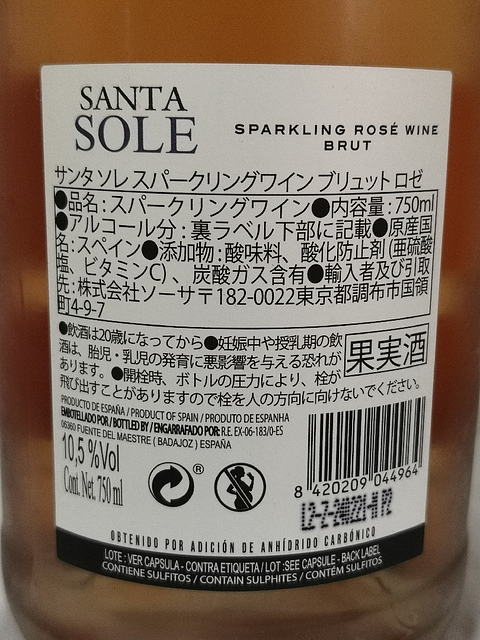 SANTA
SOLE
SPARKLING ROSÉ WINE
BRUT
サンタ ソレ スパークリングワイン ブリュット ロゼ
●品名：スパークリングワイン●内容量：750ml
●アルコール分：裏ラベル下部に記載●原産国
名：スペイン●添加物：酸味料、酸化防止剤（亜硫酸
塩、ビタミンC）、炭酸ガス含有●輸入者及び引取
先：株式会社ソーサ〒182-0022東京都調布市国領
町4-9-7
●飲酒は20歳になってから●妊娠中や授乳期の飲
酒は、胎児・乳児の発育に悪影響を与える恐れが
あります。●開栓時、ボトルの圧力により、栓が
飛び出すことがありますので栓を人の方向に向けないでください。
果実酒
PRODUCTO DE ESPAÑA / PRODUCT OF SPAIN / PRODUTO DE ESPANHA
EMBOTELLADO POR / BOTTLED BY / ENGARRAFADO POR: R.E. EX-06-183/0-ES
06360 FUENTE DEL MAESTRE ( BADAJOZ ) ESPAÑA
10,5 %Vol
Cont. Net. 750 ml
®
8 420209 044964
OBTENIDO POR ADICIÓN DE ANHÍDRIDO CARBÓNICO
LOTE : VER CAPSULA - CONTRA ETIQUETA / LOT :SEE CAPSULE - BACK LABEL
CONTIENE SULFITOS / CONTAIN SULPHITES / CONTÉM SULFITOS